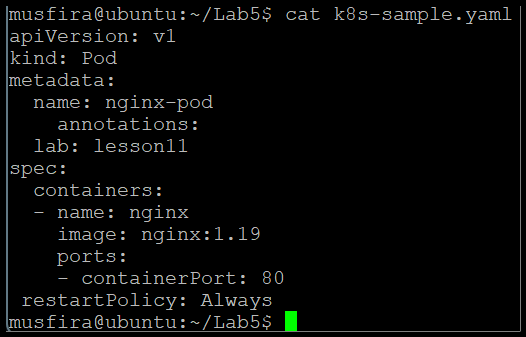 musfira@ubuntu:~/Lab5$ cat k8s-sample.yaml
apiVersion: v1
kind: Pod
metadata:
  name: nginx-pod
    annotations:
  lab: lesson11
spec:
  containers:
  - name: nginx
    image: nginx:1.19
    ports:
    - containerPort: 80
 restartPolicy: Always
musfira@ubuntu:~/Lab5$